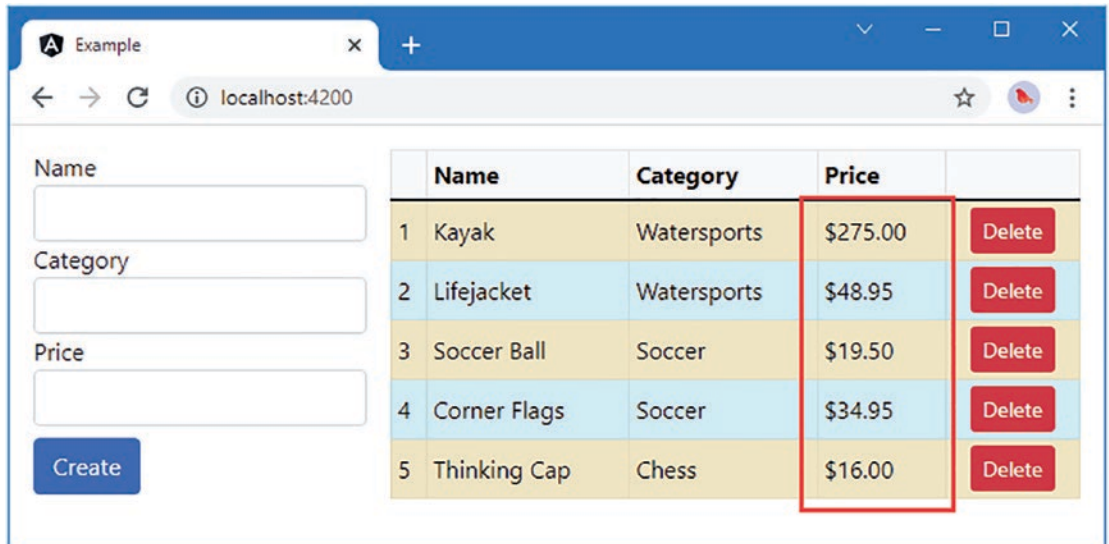 Example
localhost:4200
Name
Category
Price
Create
Name Category Price
1 Kayak Watersports $275.00 Delete
2 Lifejacket Watersports $48.95 Delete
3 Soccer Ball Soccer $19.50 Delete
4 Corner Flags Soccer $34.95 Delete
5 Thinking Cap Chess $16.00 Delete